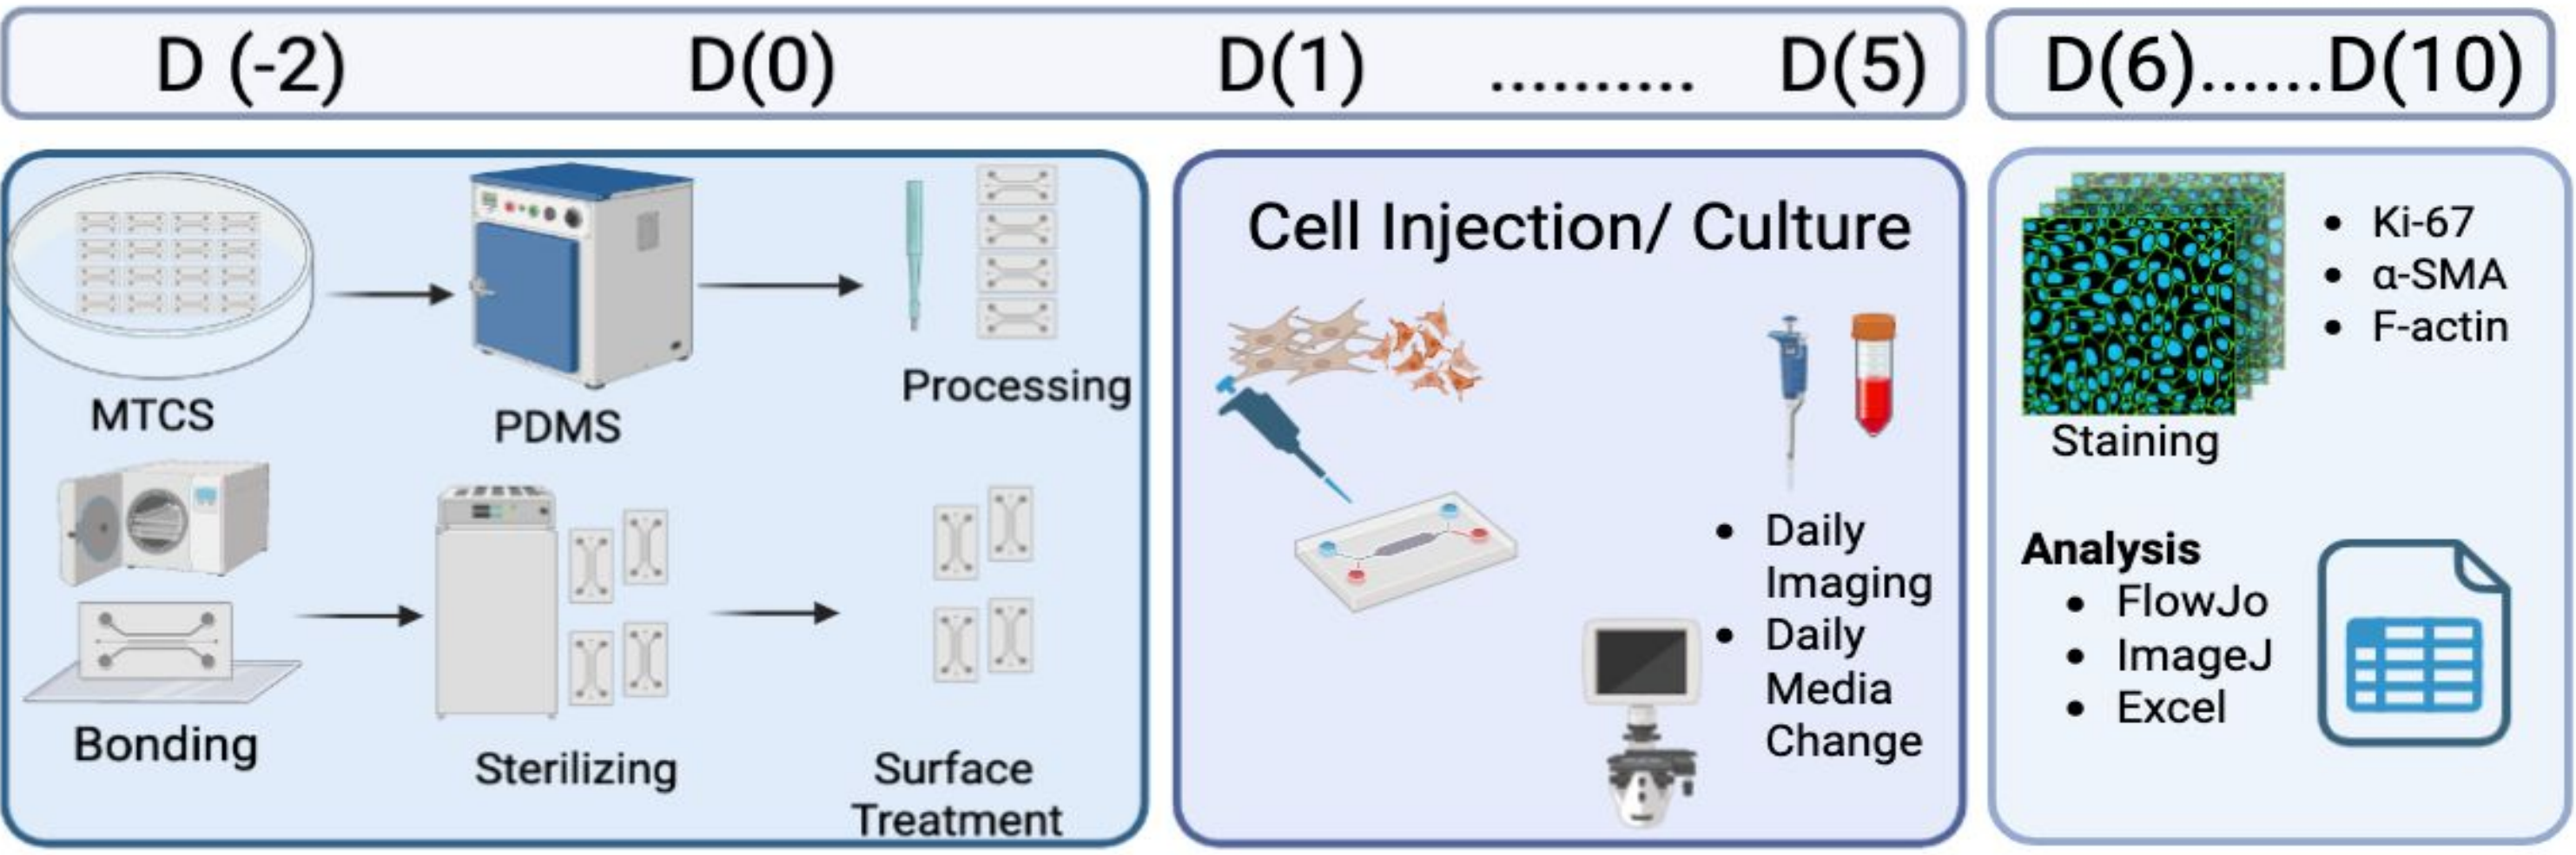 D (-2) D(0) D(1) .......... D(5) D(6)......D(10)
MTCS
PDMS
Processing
Bonding
Sterilizing
Surface
Treatment
Cell Injection/ Culture
• Daily
Imaging
• Daily
Media
Change
• Ki-67
• α-SMA
• F-actin
Staining
Analysis
• FlowJo
• ImageJ
• Excel